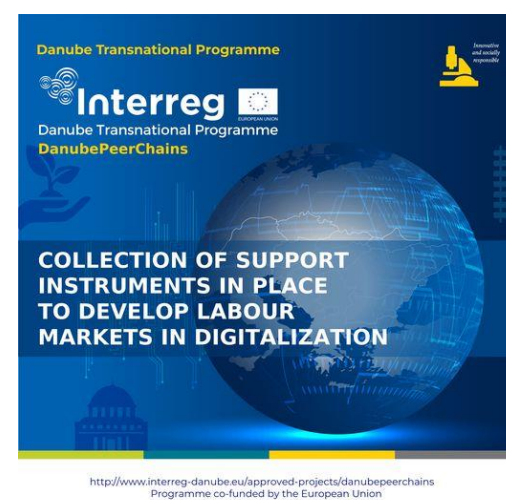 Danube Transnational Programme
Innovative
and socially
responsible
Interreg
EUROPEAN UNION
Danube Transnational Programme
DanubePeerChains
COLLECTION OF SUPPORT
INSTRUMENTS IN PLACE
TO DEVELOP LABOUR
MARKETS IN DIGITALIZATION
http://www.interreg-danube.eu/approved-projects/danubepeerchains
Programme co-funded by the European Union